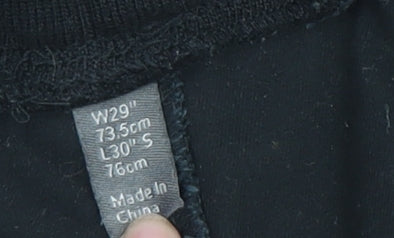 W29"
73.5cm
L30" S
76cm
Made In
China